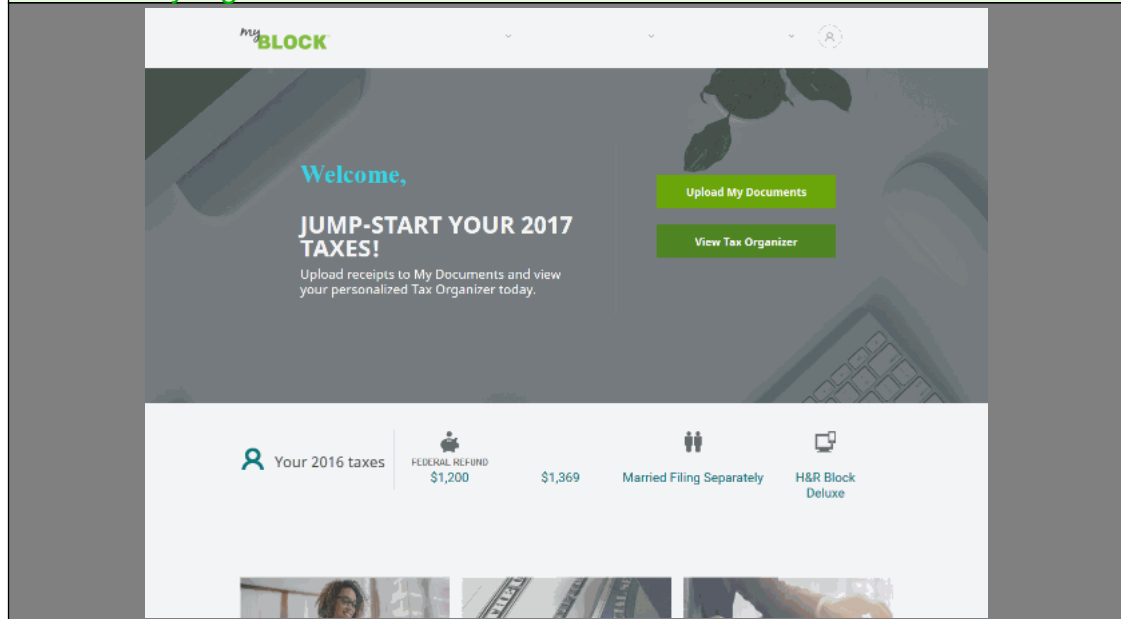 my BLOCK
Welcome,
JUMP-START YOUR 2017
TAXES!
Upload receipts to My Documents and view
your personalized Tax Organizer today.
Upload My Documents
View Tax Organizer
Your 2016 taxes
FEDERAL REFUND
$1,200
$1,369
Married Filing Separately
H&R Block
Deluxe